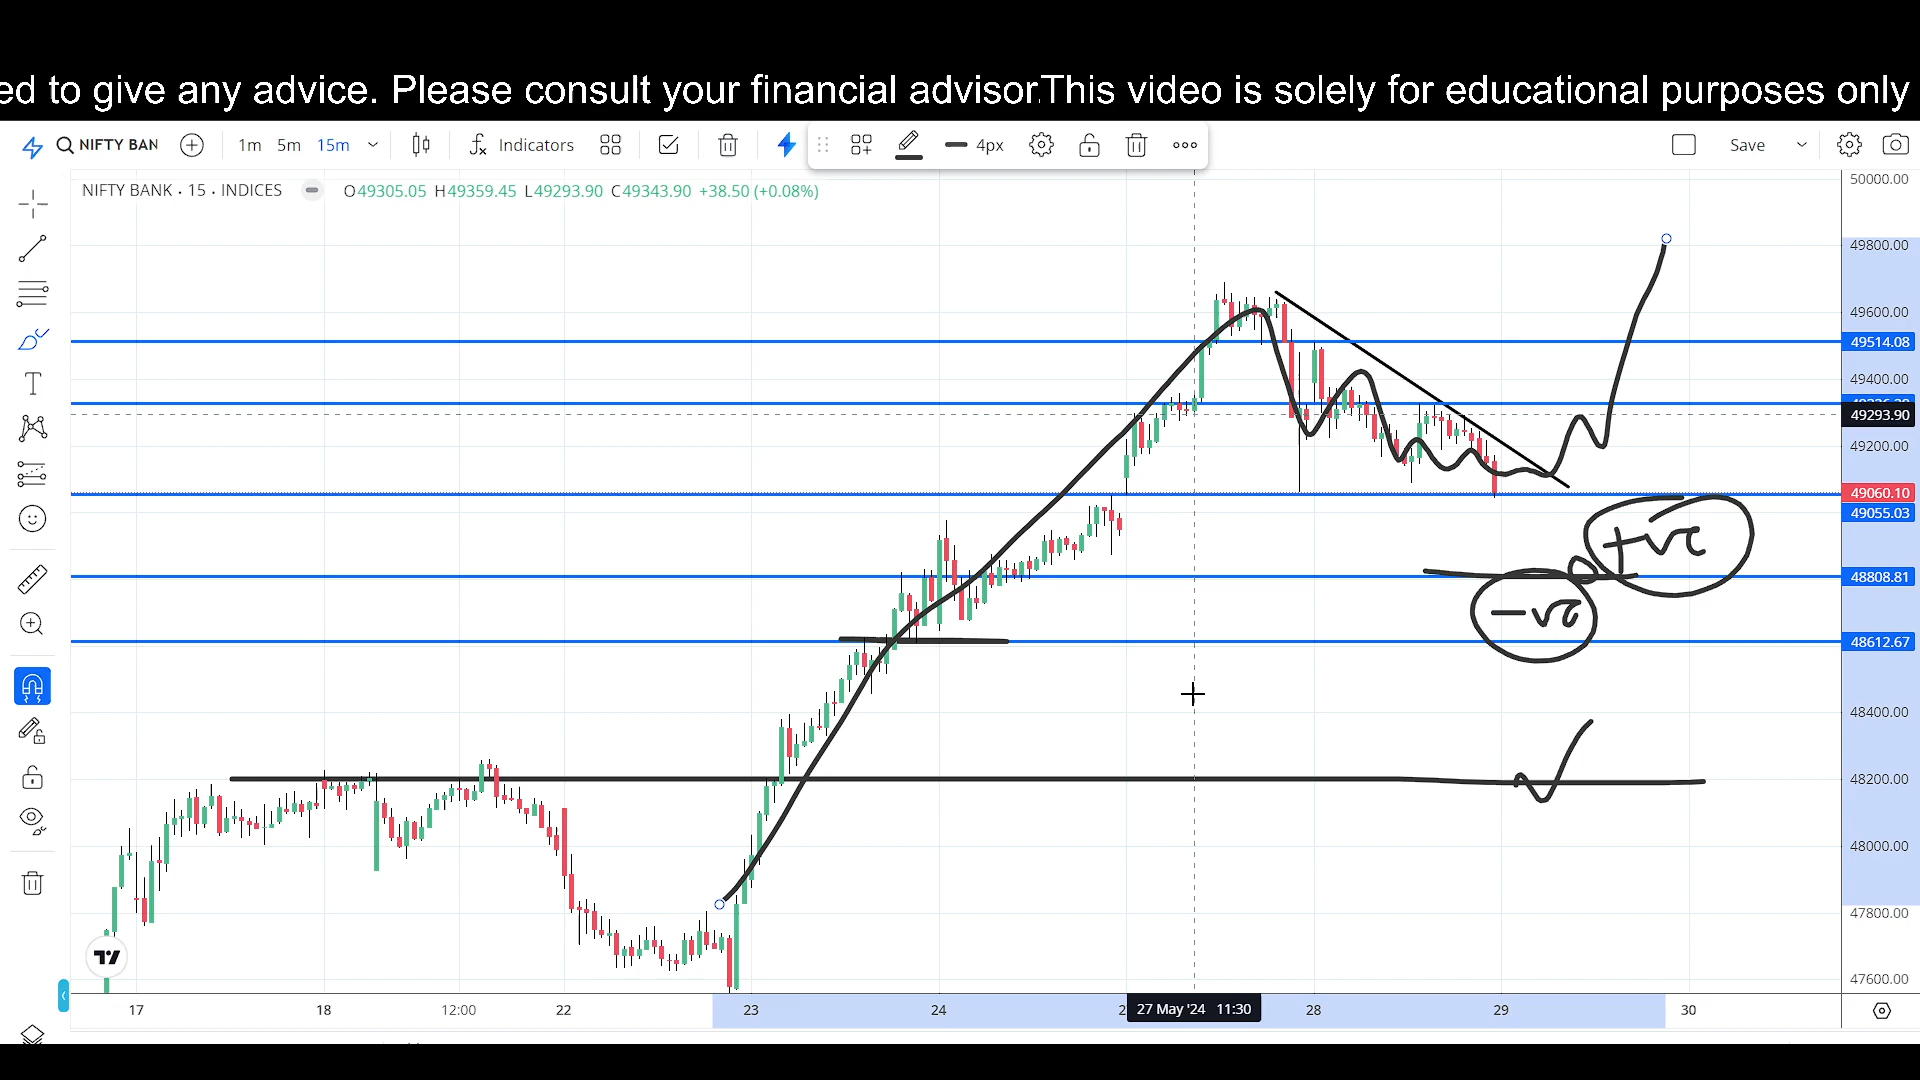 ed to give any advice. Please consult your financial advisor.This video is solely for educational purposes only
NIFTY BAN 1m 5m 15m Indicators 4px Save
NIFTY BANK · 15 · INDICES O49305.05 H49359.45 L49293.90 C49343.90 +38.50 (+0.08%)
50000.00
49800.00
49600.00
49514.08
49400.00
49293.90
49200.00
49060.10
49055.03
+ve
48808.81
-ve
48612.67
48400.00
48200.00
48000.00
47800.00
47600.00
17 18 12:00 22 23 24 27 May '24 11:30 28 29 30